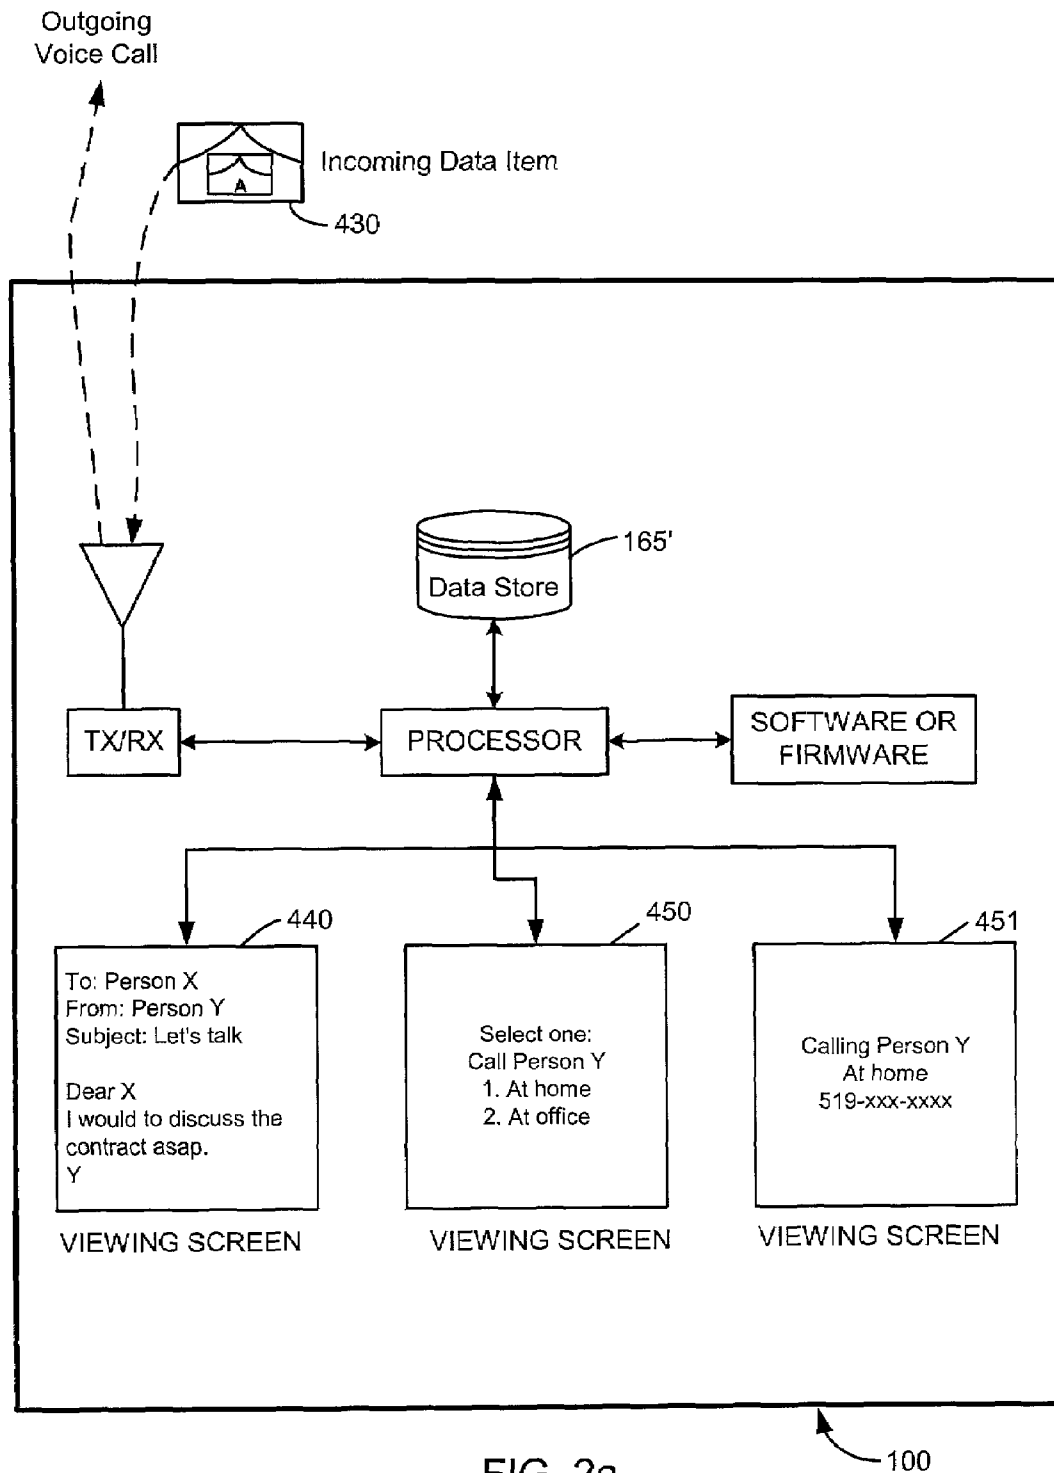 Outgoing
Voice Call
Incoming Data Item
A
430
165'
Data Store
TX/RX
PROCESSOR
SOFTWARE OR
FIRMWARE
440
450
451
To: Person X
From: Person Y
Subject: Let's talk
Dear X
I would to discuss the
contract asap.
Y
Select one:
Call Person Y
1. At home
2. At office
Calling Person Y
At home
519-xxx-xxxx
VIEWING SCREEN
VIEWING SCREEN
VIEWING SCREEN
100
FIG. 2a